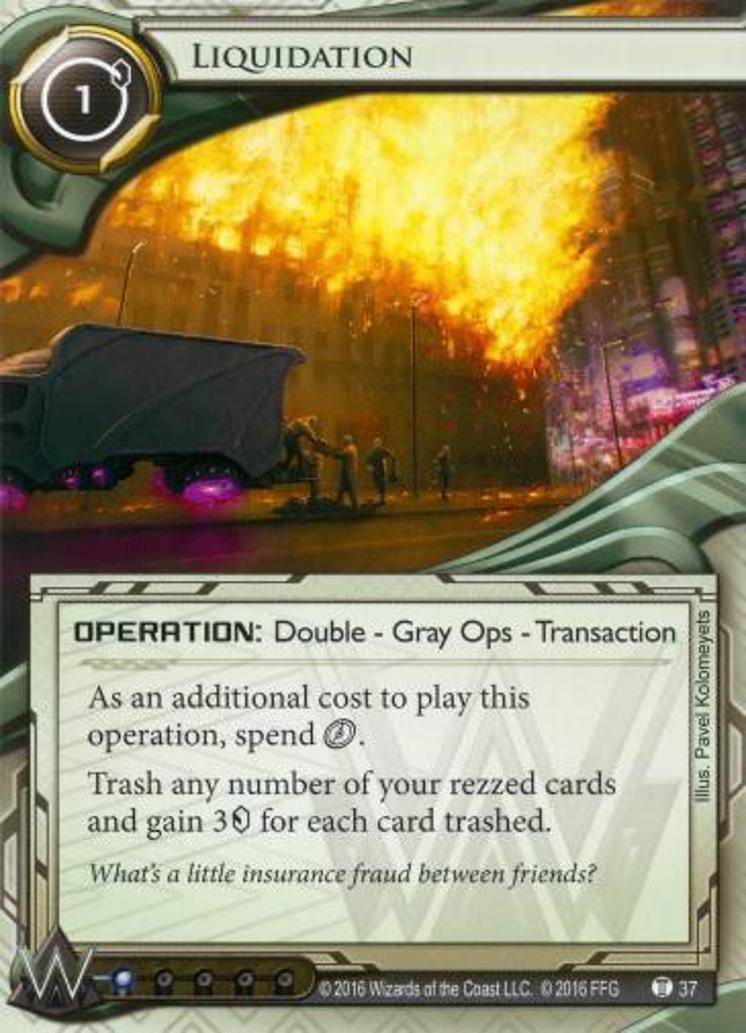 1
LIQUIDATION
OPERATION: Double - Gray Ops - Transaction
As an additional cost to play this
operation, spend .
Trash any number of your rezzed cards
and gain 3 for each card trashed.
What's a little insurance fraud between friends?
Illus. Pavel Kolomeyets
W
© 2016 Wizards of the Coast LLC. © 2016 FFG 37